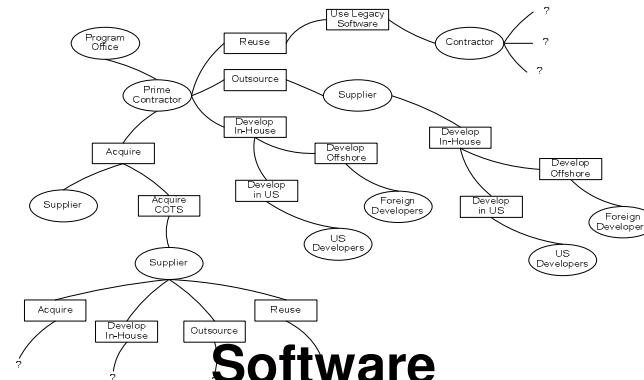 ?
Use Legacy
Software
?
Program
Office
Reuse
Contractor
?
Outsource
Prime
Contractor
Supplier
Develop
In-House
Develop
In-House
Acquire
Develop
Offshore
Develop
Offshore
Develop
in US
Supplier
Acquire
COTS
Foreign
Developers
Develop
in US
Foreign
US
Developers
US
Developers
Supplier
Acquire
Develop
In-House
Outsource
Reuse
?
?
Software